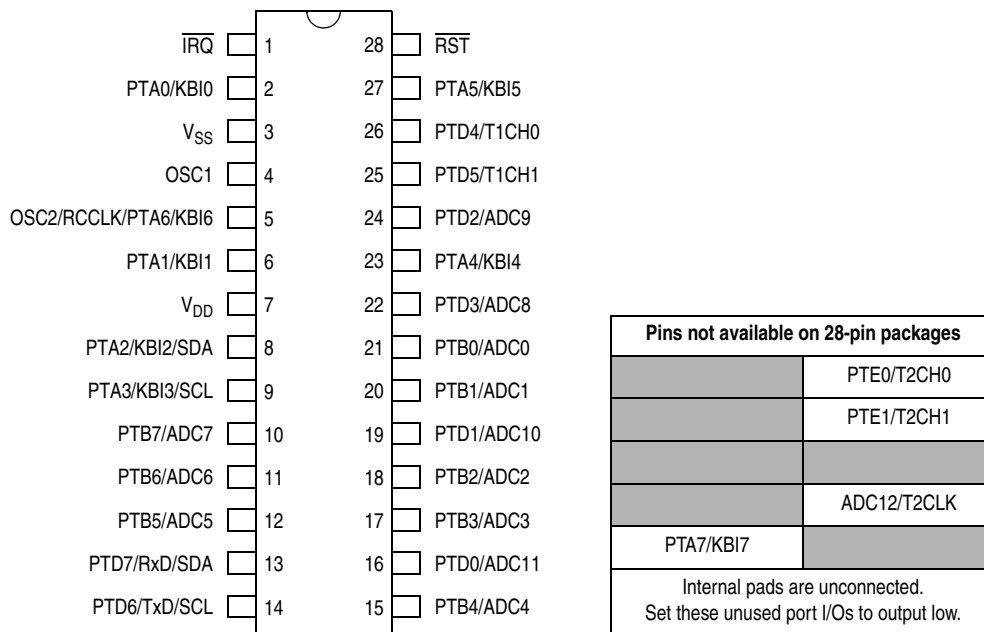 IRQ 1 28 RST
PTA0/KBI0 2 27 PTA5/KBI5
VSS 3 26 PTD4/T1CH0
OSC1 4 25 PTD5/T1CH1
OSC2/RCCLK/PTA6/KBI6 5 24 PTD2/ADC9
PTA1/KBI1 6 23 PTA4/KBI4
VDD 7 22 PTD3/ADC8
PTA2/KBI2/SDA 8 21 PTB0/ADC0
PTA3/KBI3/SCL 9 20 PTB1/ADC1
PTB7/ADC7 10 19 PTD1/ADC10
PTB6/ADC6 11 18 PTB2/ADC2
PTB5/ADC5 12 17 PTB3/ADC3
PTD7/RxD/SDA 13 16 PTD0/ADC11
PTD6/TxD/SCL 14 15 PTB4/ADC4
Pins not available on 28-pin packages
PTE0/T2CH0
PTE1/T2CH1
ADC12/T2CLK
PTA7/KBI7
Internal pads are unconnected.
Set these unused port I/Os to output low.